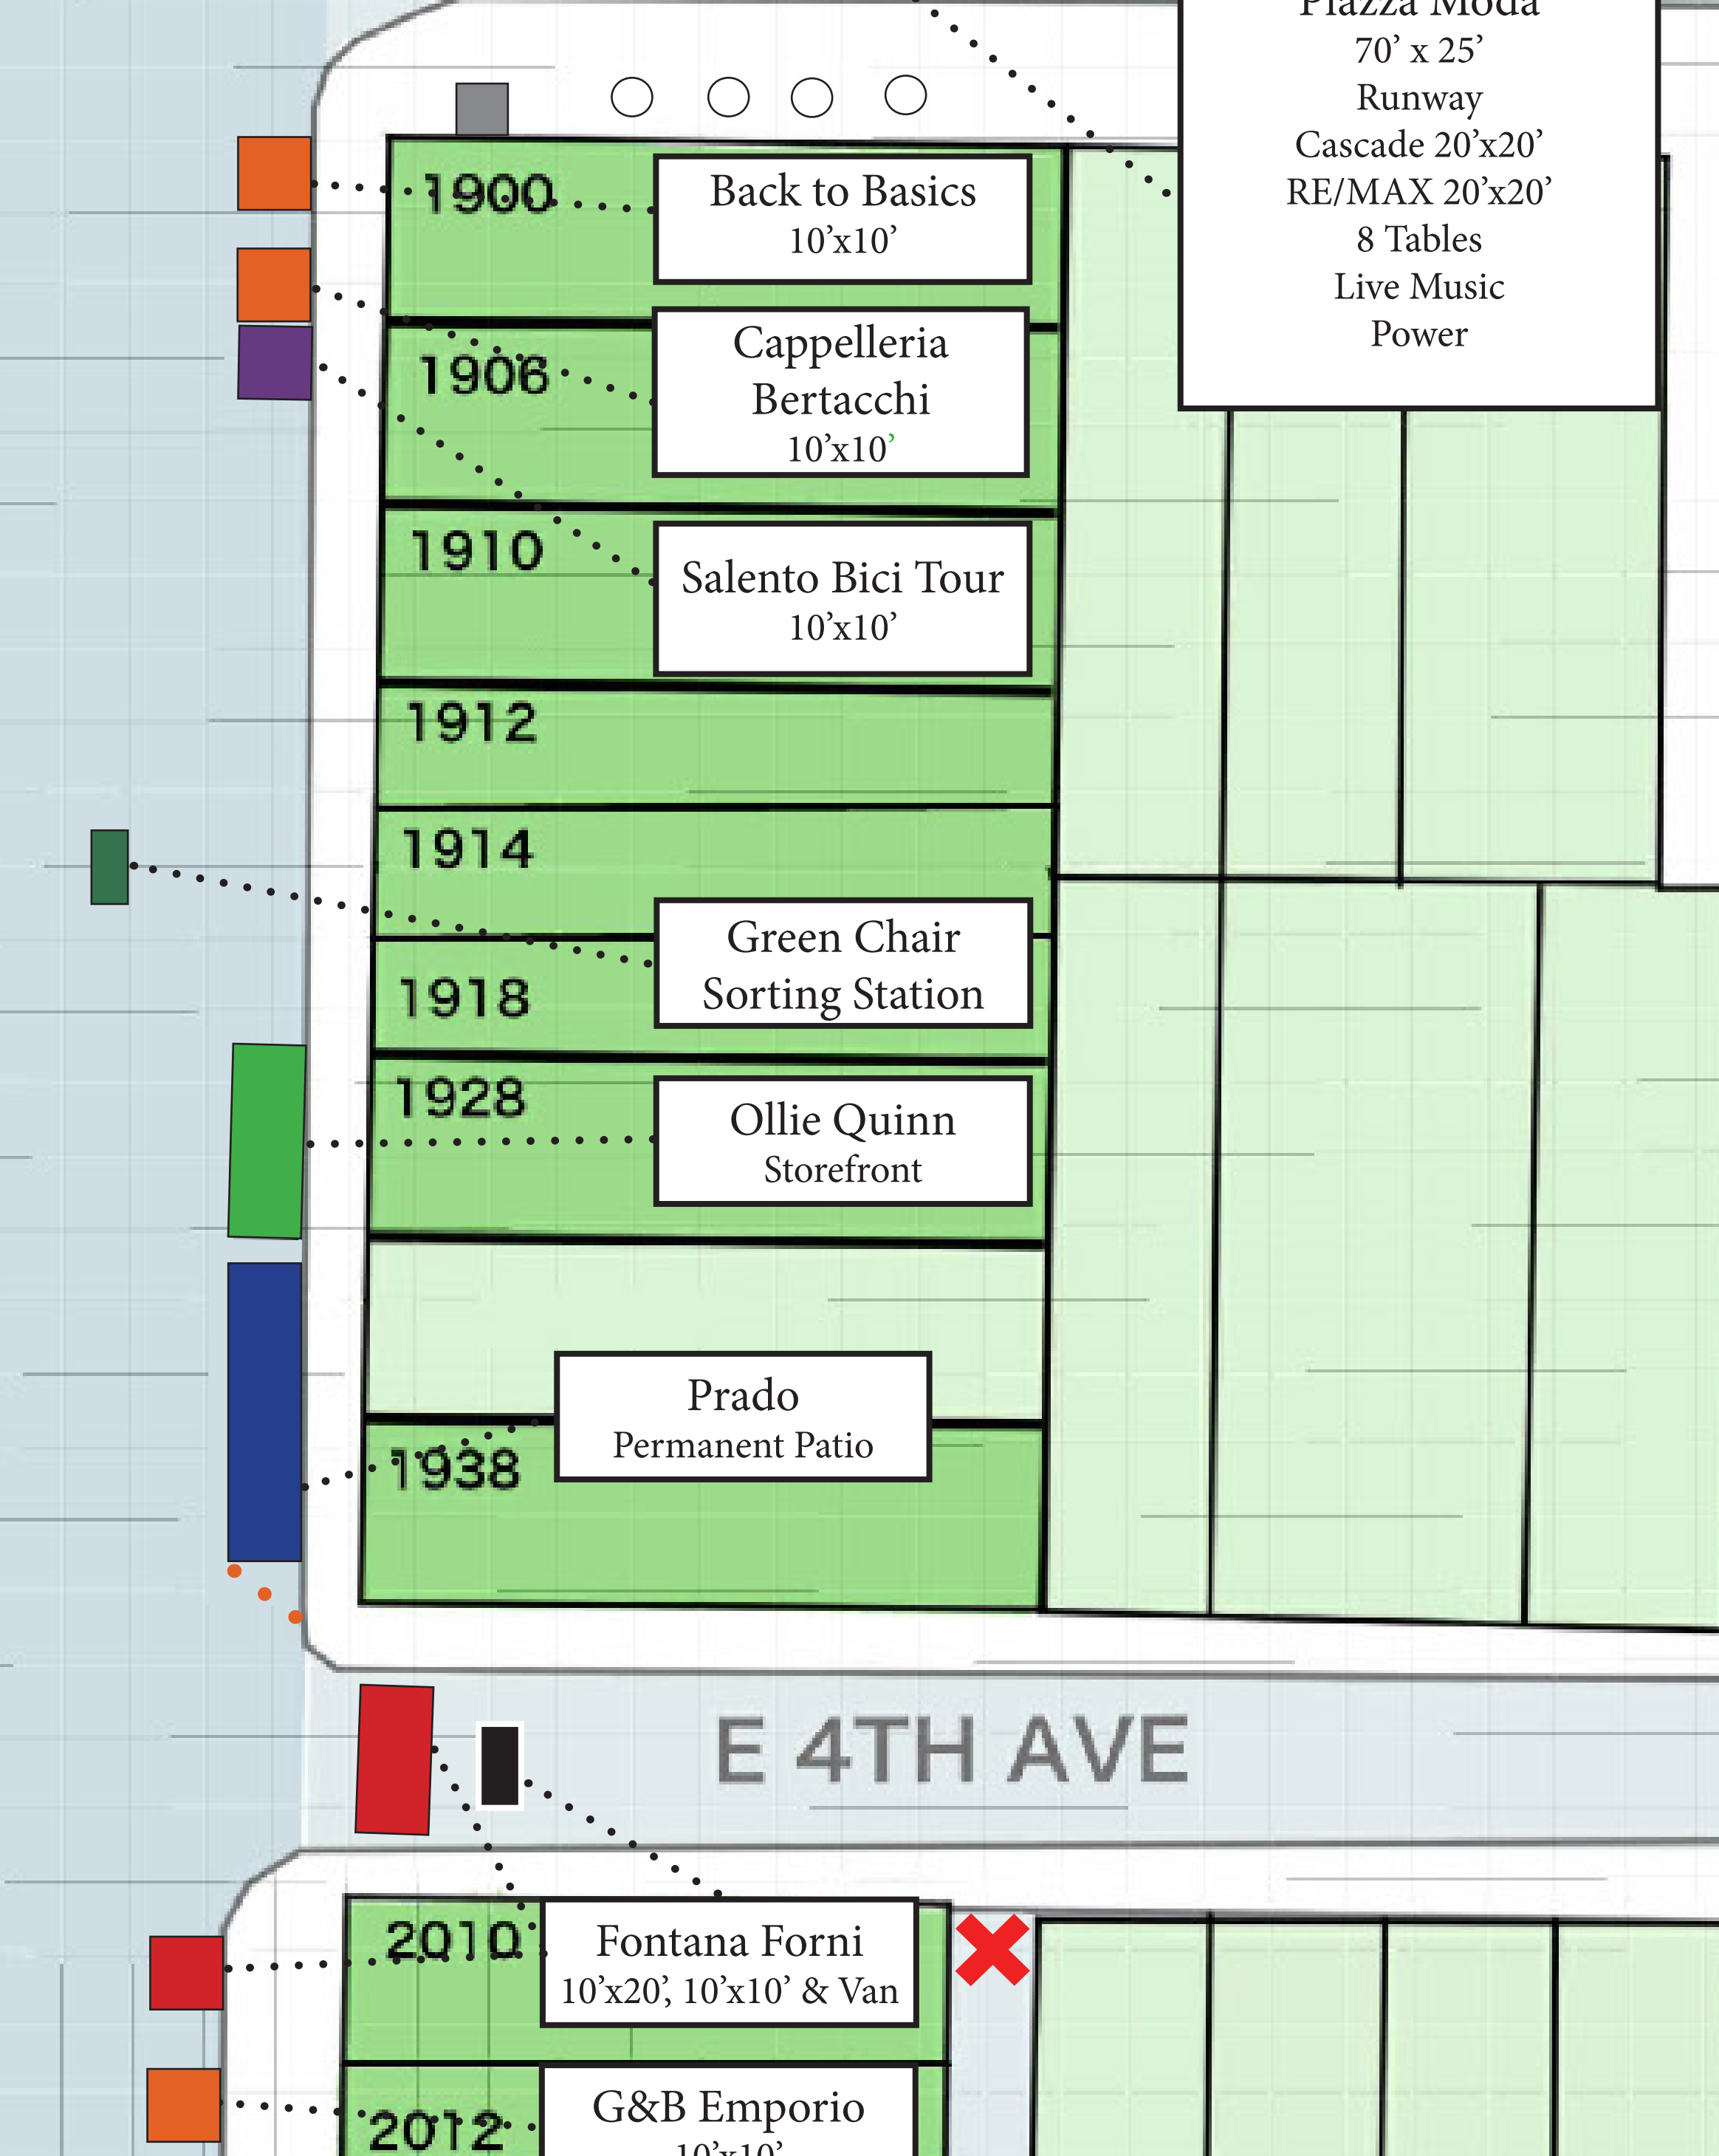 Piazza Moda
70’ x 25’
Runway
Cascade 20’x20’
RE/MAX 20’x20’
8 Tables
Live Music
Power
1900
Back to Basics
10’x10’
1906
Cappelleria
Bertacchi
10’x10’
1910
Salento Bici Tour
10’x10’
1912
1914
Green Chair
Sorting Station
1918
1928
Ollie Quinn
Storefront
Prado
Permanent Patio
1938
E 4TH AVE
2010
Fontana Forni
10’x20’, 10’x10’ & Van
G&B Emporio
10’x10’
2012